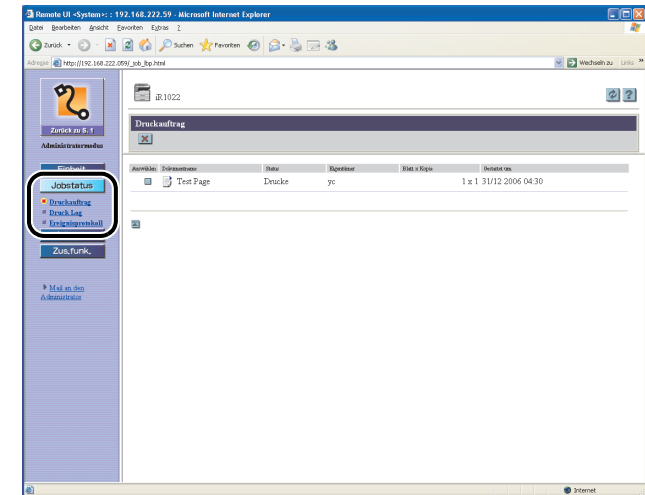 Remote UI <System>: : 192.168.222.59 - Microsoft Internet Explorer
Datei Bearbeiten Ansicht Favoriten Extras ?
Zurück Suchen Favoriten
Adresse http://192.168.222.059/_job_lbp.html Wechseln zu Links »
iR1022
Zurück zu S. 1
Administratormodus
Druckauftrag
Einheit
Jobstatus
Druckauftrag
Druck Log
Ereignisprotokoll
Zus.funk.
Mail an den
Administrator
Auswählen Dokumentname Status Eigentümer Blatt x Kopie Gestartet um
Test Page Drucke yc 1 x 1 31/12 2006 04:30
Internet